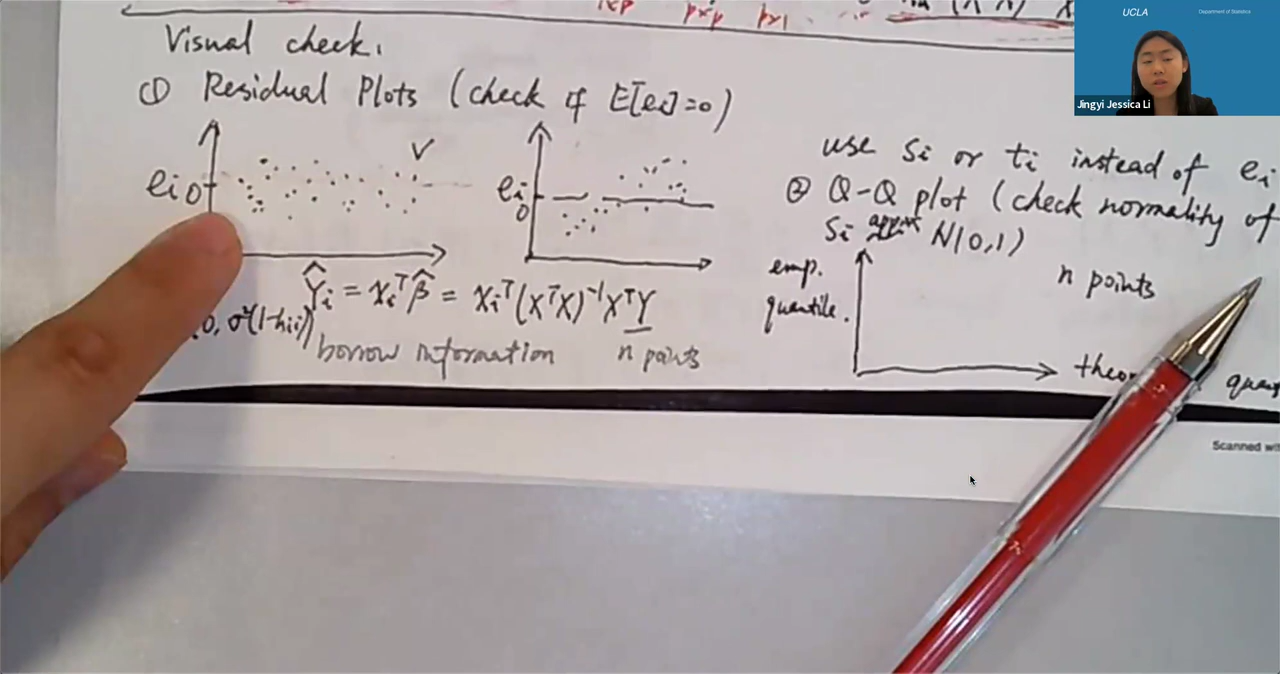 UCLA
Department of Statistics
Jingyi Jessica Li
p×p p×1
Visual check.
① Residual Plots (check if E[ei]=0)
ei 0
✓
ei
0
Ŷi = xiᵀβ̂ = xiᵀ(XᵀX)⁻¹XᵀY
0, σ²(1-hii))
borrow information n points
use si or ti instead of ei
② Q-Q plot (check normality of
si approx N(0,1)
emp.
quantile.
n points
Scanned